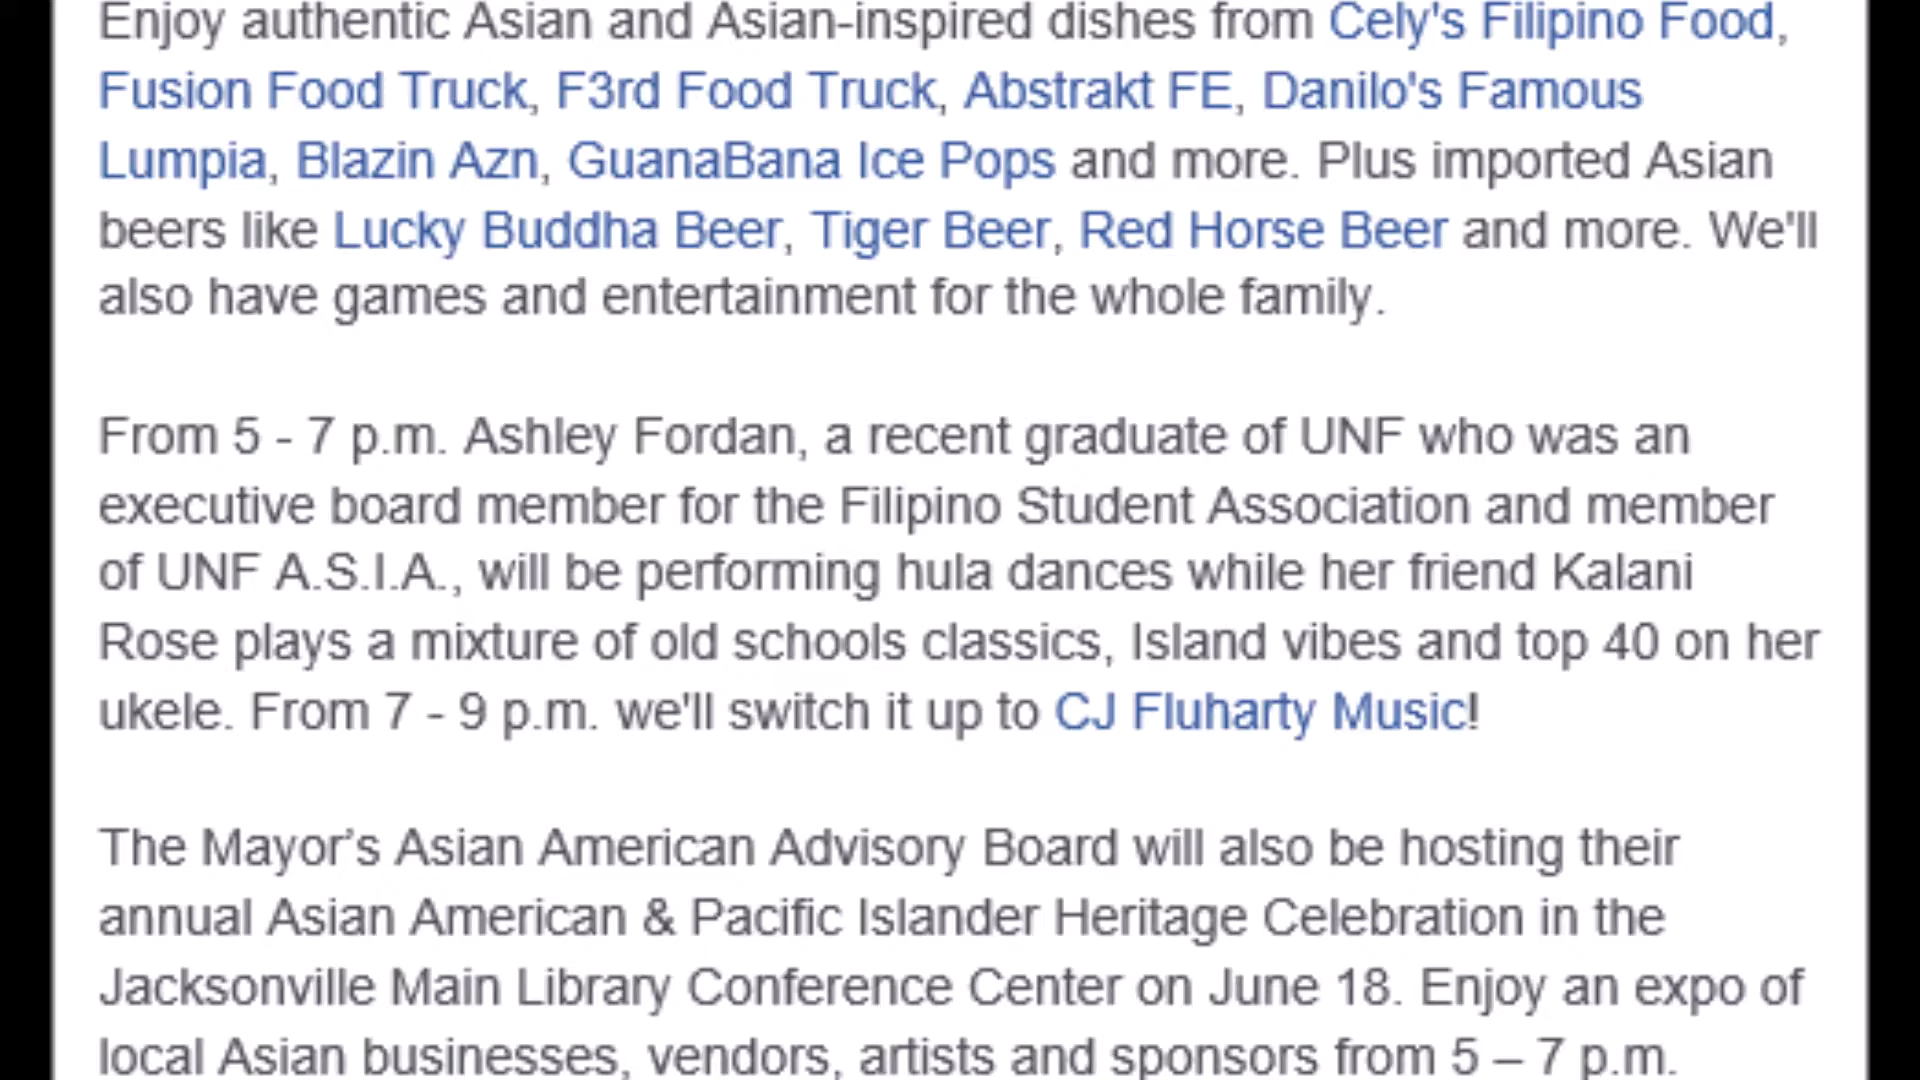 Enjoy authentic Asian and Asian-inspired dishes from Cely's Filipino Food,
Fusion Food Truck, F3rd Food Truck, Abstrakt FE, Danilo's Famous
Lumpia, Blazin Azn, GuanaBana Ice Pops and more. Plus imported Asian
beers like Lucky Buddha Beer, Tiger Beer, Red Horse Beer and more. We'll
also have games and entertainment for the whole family.
From 5 - 7 p.m. Ashley Fordan, a recent graduate of UNF who was an
executive board member for the Filipino Student Association and member
of UNF A.S.I.A., will be performing hula dances while her friend Kalani
Rose plays a mixture of old schools classics, Island vibes and top 40 on her
ukele. From 7 - 9 p.m. we'll switch it up to CJ Fluharty Music!
The Mayor’s Asian American Advisory Board will also be hosting their
annual Asian American & Pacific Islander Heritage Celebration in the
Jacksonville Main Library Conference Center on June 18. Enjoy an expo of
local Asian businesses, vendors, artists and sponsors from 5 – 7 p.m.